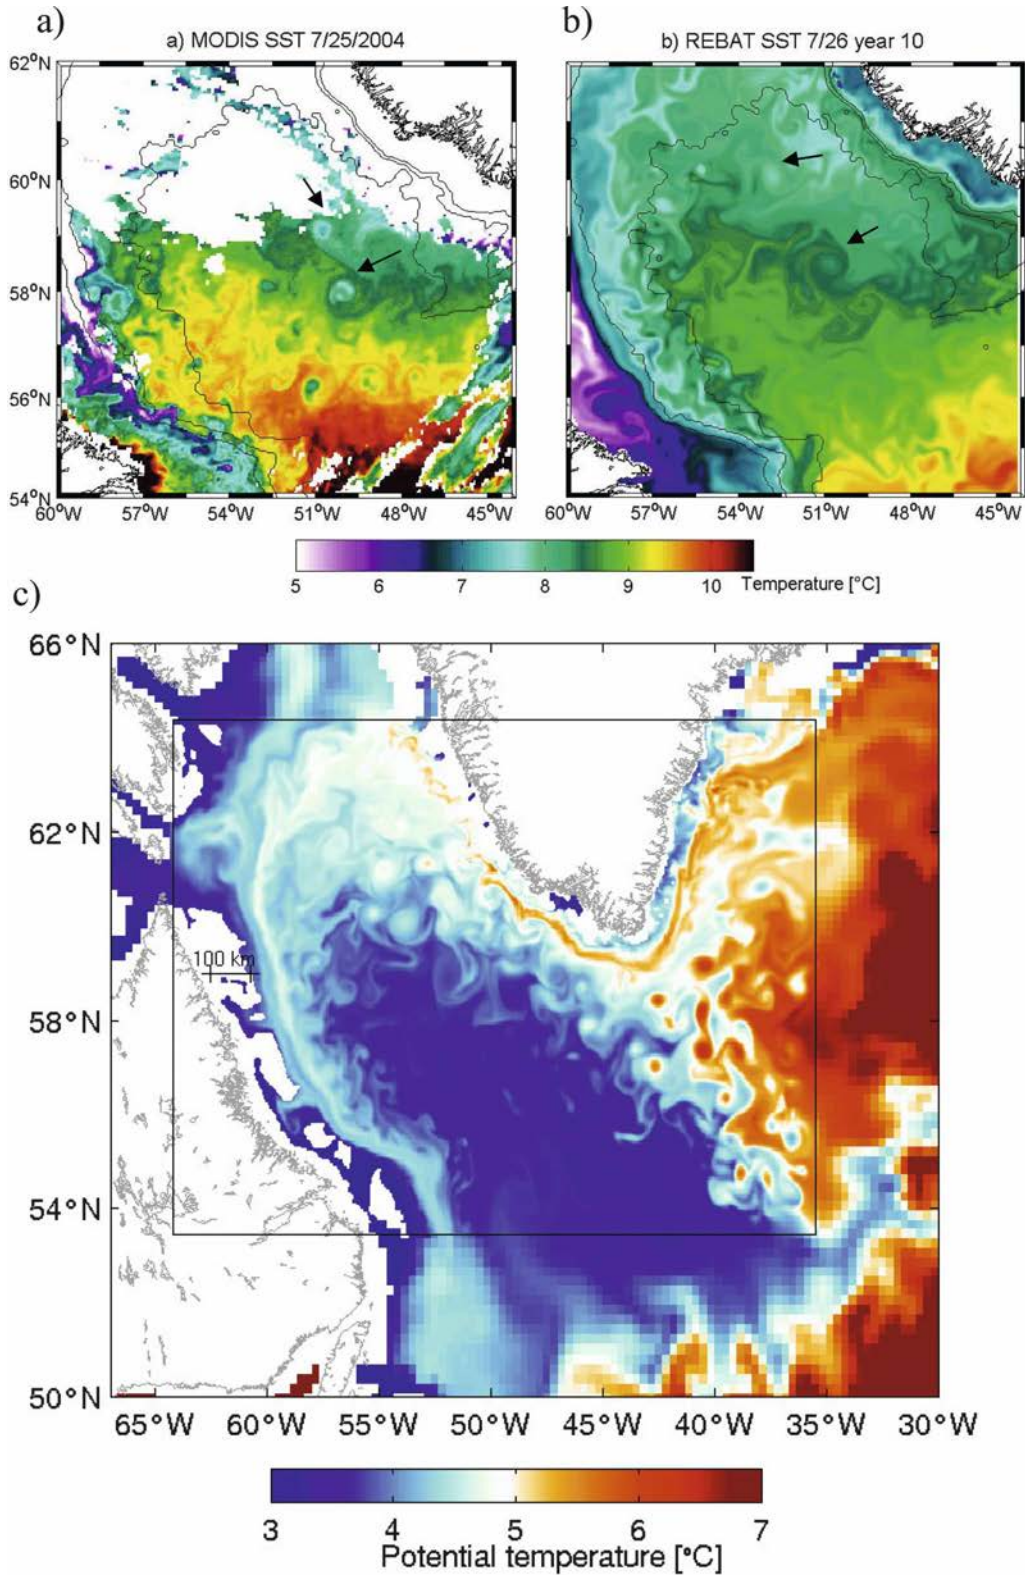 a)
b)
a) MODIS SST 7/25/2004
b) REBAT SST 7/26 year 10
62°N
60°N
58°N
56°N
54°N
60°W 57°W 54°W 51°W 48°W 45°W
60°W 57°W 54°W 51°W 48°W 45°W
5 6 7 8 9 10 Temperature [°C]
c)
66°N
62°N
100 km
58°N
54°N
50°N
65°W 60°W 55°W 50°W 45°W 40°W 35°W 30°W
3 4 5 6 7
Potential temperature [°C]